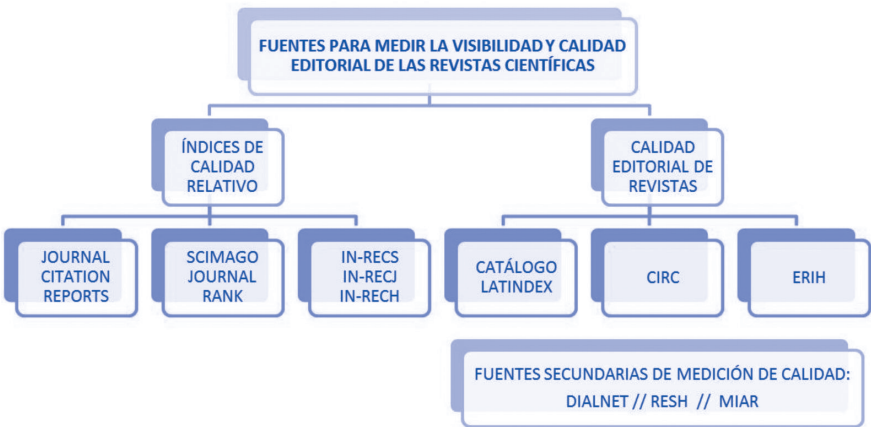 FUENTES PARA MEDIR LA VISIBILIDAD Y CALIDAD
EDITORIAL DE LAS REVISTAS CIENTÍFICAS
ÍNDICES DE
CALIDAD
RELATIVO
CALIDAD
EDITORIAL DE
REVISTAS
JOURNAL
CITATION
REPORTS
SCIMAGO
JOURNAL
RANK
IN-RECS
IN-RECJ
IN-RECH
CATÁLOGO
LATINDEX
CIRC
ERIH
FUENTES SECUNDARIAS DE MEDICIÓN DE CALIDAD:
DIALNET // RESH // MIAR